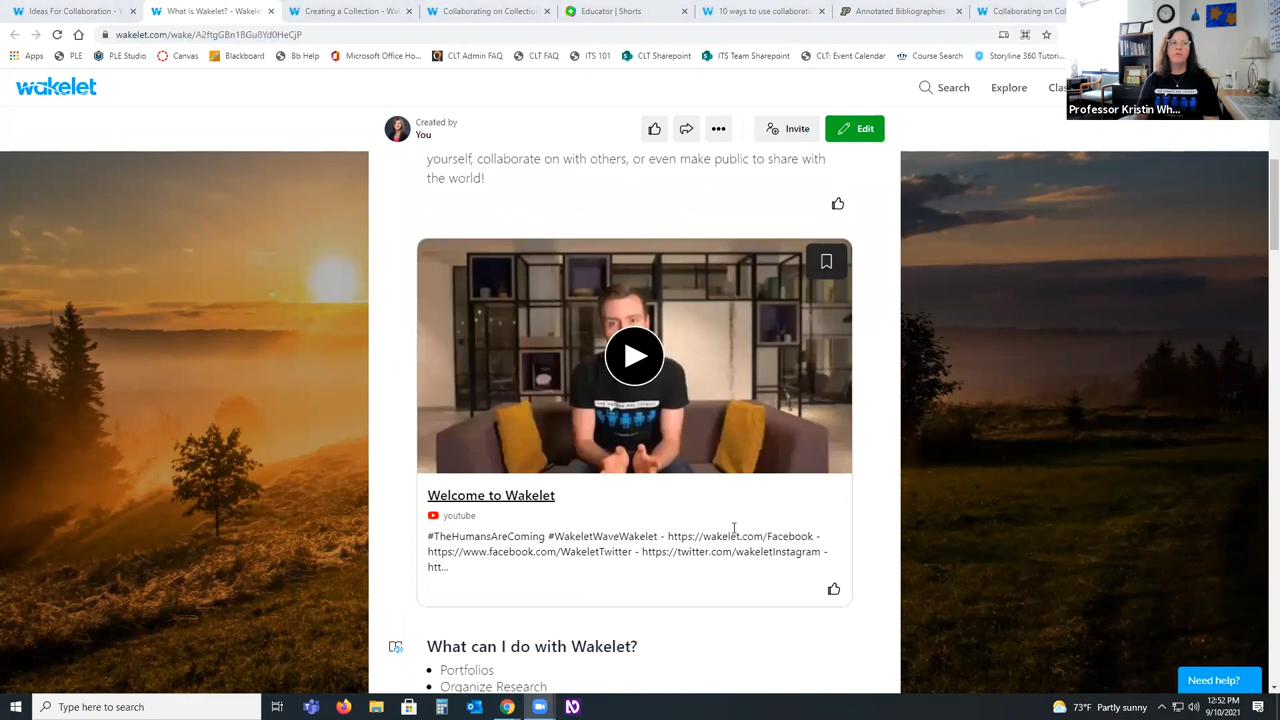 Ideas For Collaboration - W
What is Wakelet? - Wakelet
Creating a Collection - Wak
Collaborating on Collectio
Educator | Shorts
10 ways to use collaborati
Annotated Bibliographies
Collaborating on Co
wakelet.com/wake/A2ftgGBn1BGu8Yd0HeCjP
Apps
PLE
PLE Studio
Canvas
Blackboard
Bb Help
Microsoft Office Ho...
CLT Admin FAQ
CLT FAQ
ITS 101
CLT Sharepoint
ITS Team Sharepoint
CLT: Event Calendar
Course Search
Storyline 360 Tutori...
Professor Kristin Wh...
wakelet
Search
Explore
Cla
Created by
You
Invite
Edit
yourself, collaborate on with others, or even make public to share with
the world!
Welcome to Wakelet
youtube
#TheHumansAreComing #WakeletWaveWakelet - https://wakelet.com/Facebook -
https://www.facebook.com/WakeletTwitter - https://twitter.com/wakeletInstagram -
htt...
What can I do with Wakelet?
Portfolios
Organize Research
Need help?
Type here to search
73°F Partly sunny
12:52 PM
9/10/2021